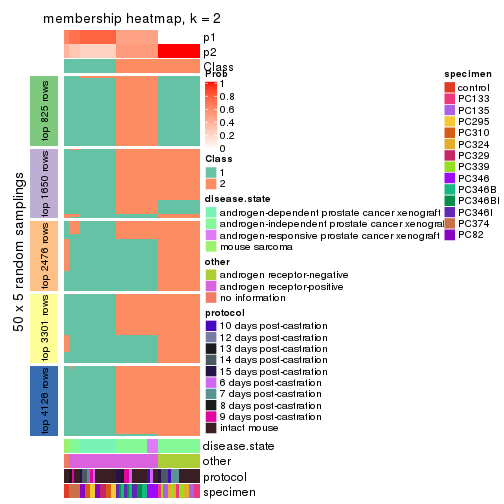 membership heatmap, k = 2
p1
p2
Class
50 x 5 random samplings
top 825 rows
top 1650 rows
top 2476 rows
top 3301 rows
top 4126 rows
disease.state
other
protocol
specimen
Prob
1
0.8
0.6
0.4
0.2
0
Class
1
2
disease.state
androgen-dependent prostate cancer xenograft
androgen-independent prostate cancer xenograft
androgen-responsive prostate cancer xenograft
mouse sarcoma
other
androgen receptor-negative
androgen receptor-positive
no information
protocol
10 days post-castration
12 days post-castration
13 days post-castration
14 days post-castration
15 days post-castration
6 days post-castration
7 days post-castration
8 days post-castration
9 days post-castration
intact mouse
specimen
control
PC133
PC135
PC295
PC310
PC324
PC329
PC339
PC346
PC346B
PC346BI
PC346I
PC374
PC82